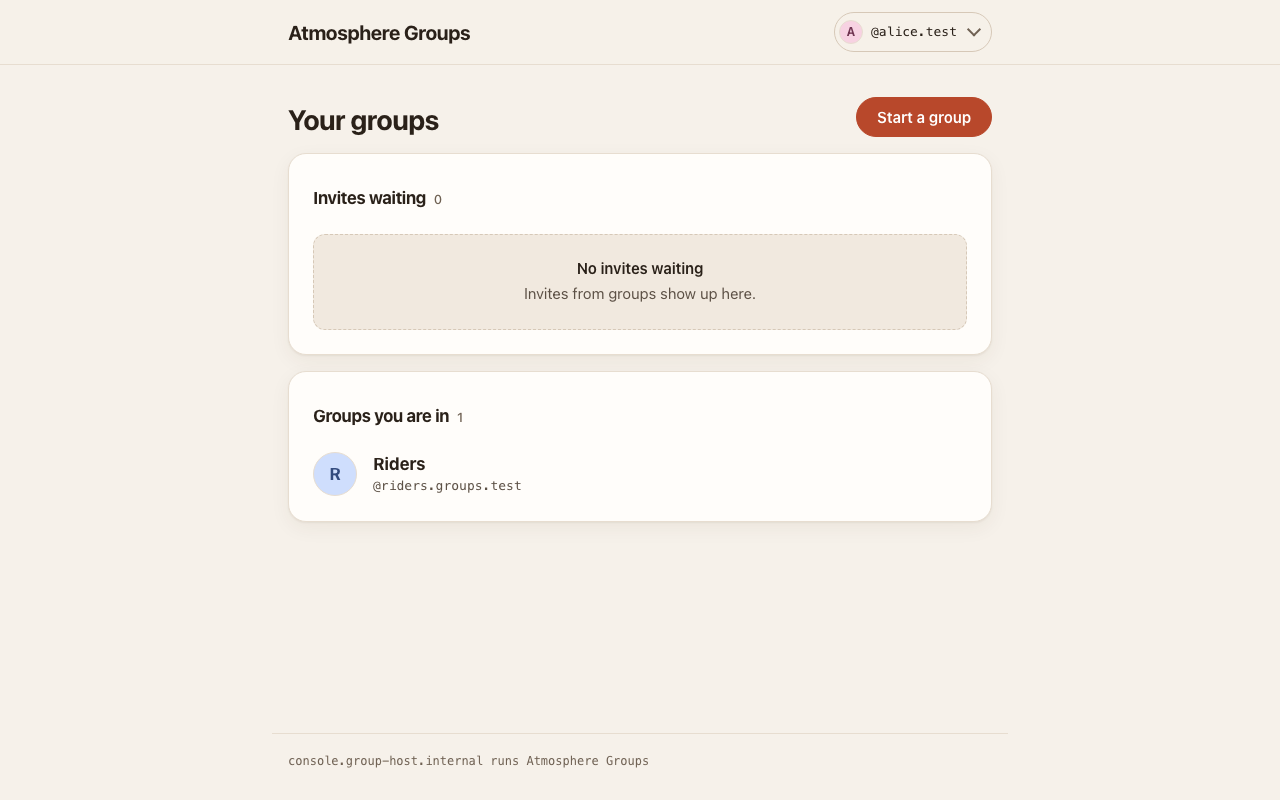 Atmosphere Groups
A @alice.test
Your groups
Start a group
Invites waiting 0
No invites waiting
Invites from groups show up here.
Groups you are in 1
R
Riders
@riders.groups.test
console.group-host.internal runs Atmosphere Groups